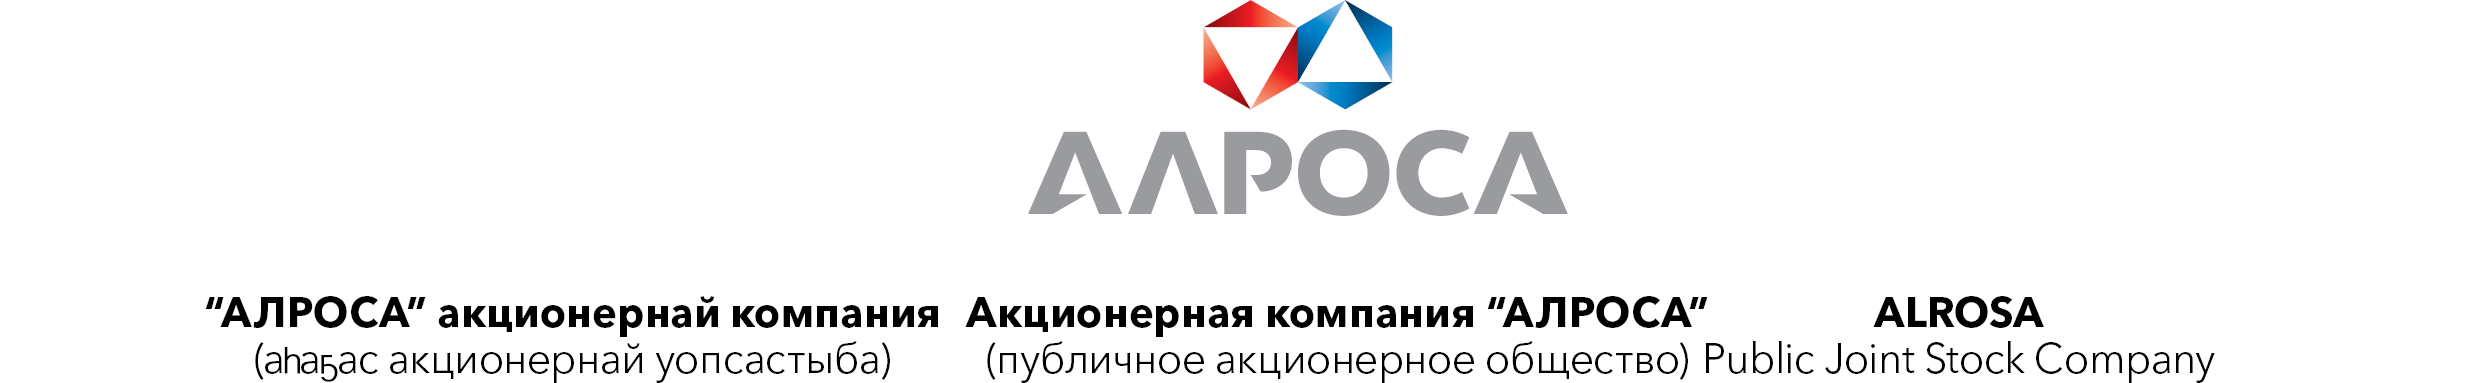 АЛРОСА
“АЛРОСА” акционернай компания
(аһаҕас акционернай уопсастыба)
Акционерная компания “АЛРОСА”
(публичное акционерное общество)
ALROSA
Public Joint Stock Company